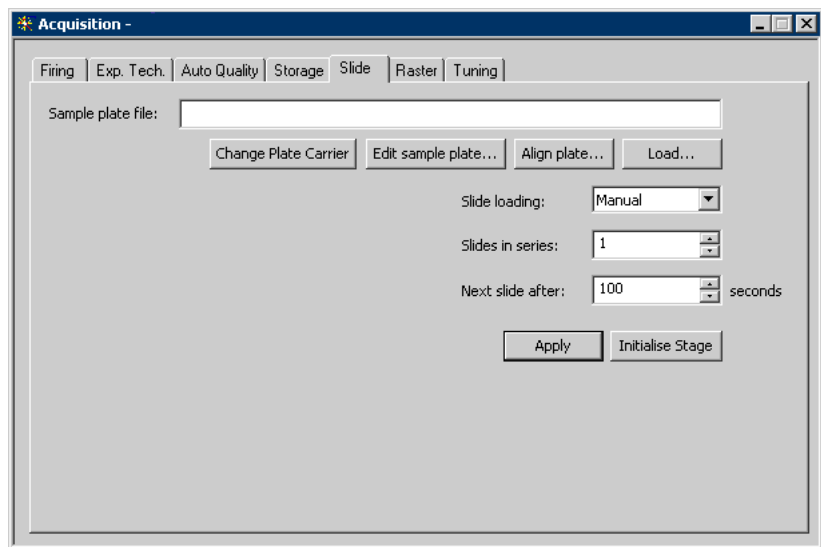 Acquisition -
Firing Exp. Tech. Auto Quality Storage Slide Raster Tuning
Sample plate file:
Change Plate Carrier Edit sample plate... Align plate... Load...
Slide loading: Manual
Slides in series: 1
Next slide after: 100 seconds
Apply Initialise Stage